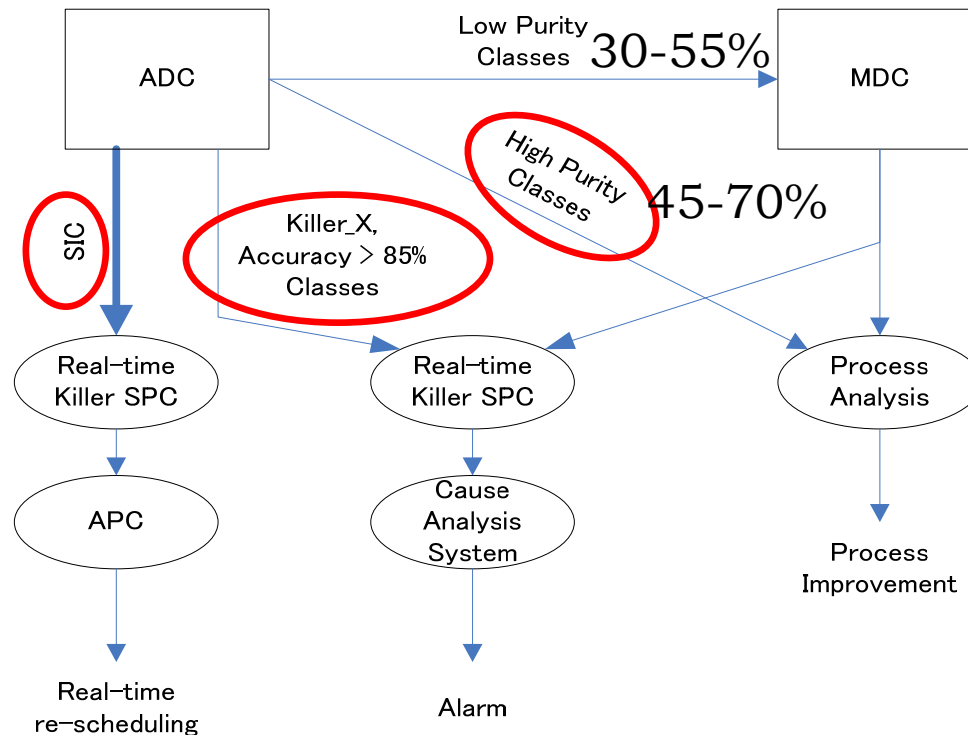 Low Purity
Classes
30-55%
ADC
MDC
High Purity
Classes
45-70%
SIC
Killer_X,
Accuracy > 85%
Classes
Real-time
Killer SPC
Real-time
Killer SPC
Process
Analysis
APC
Cause
Analysis
System
Process
Improvement
Real-time
re-scheduling
Alarm